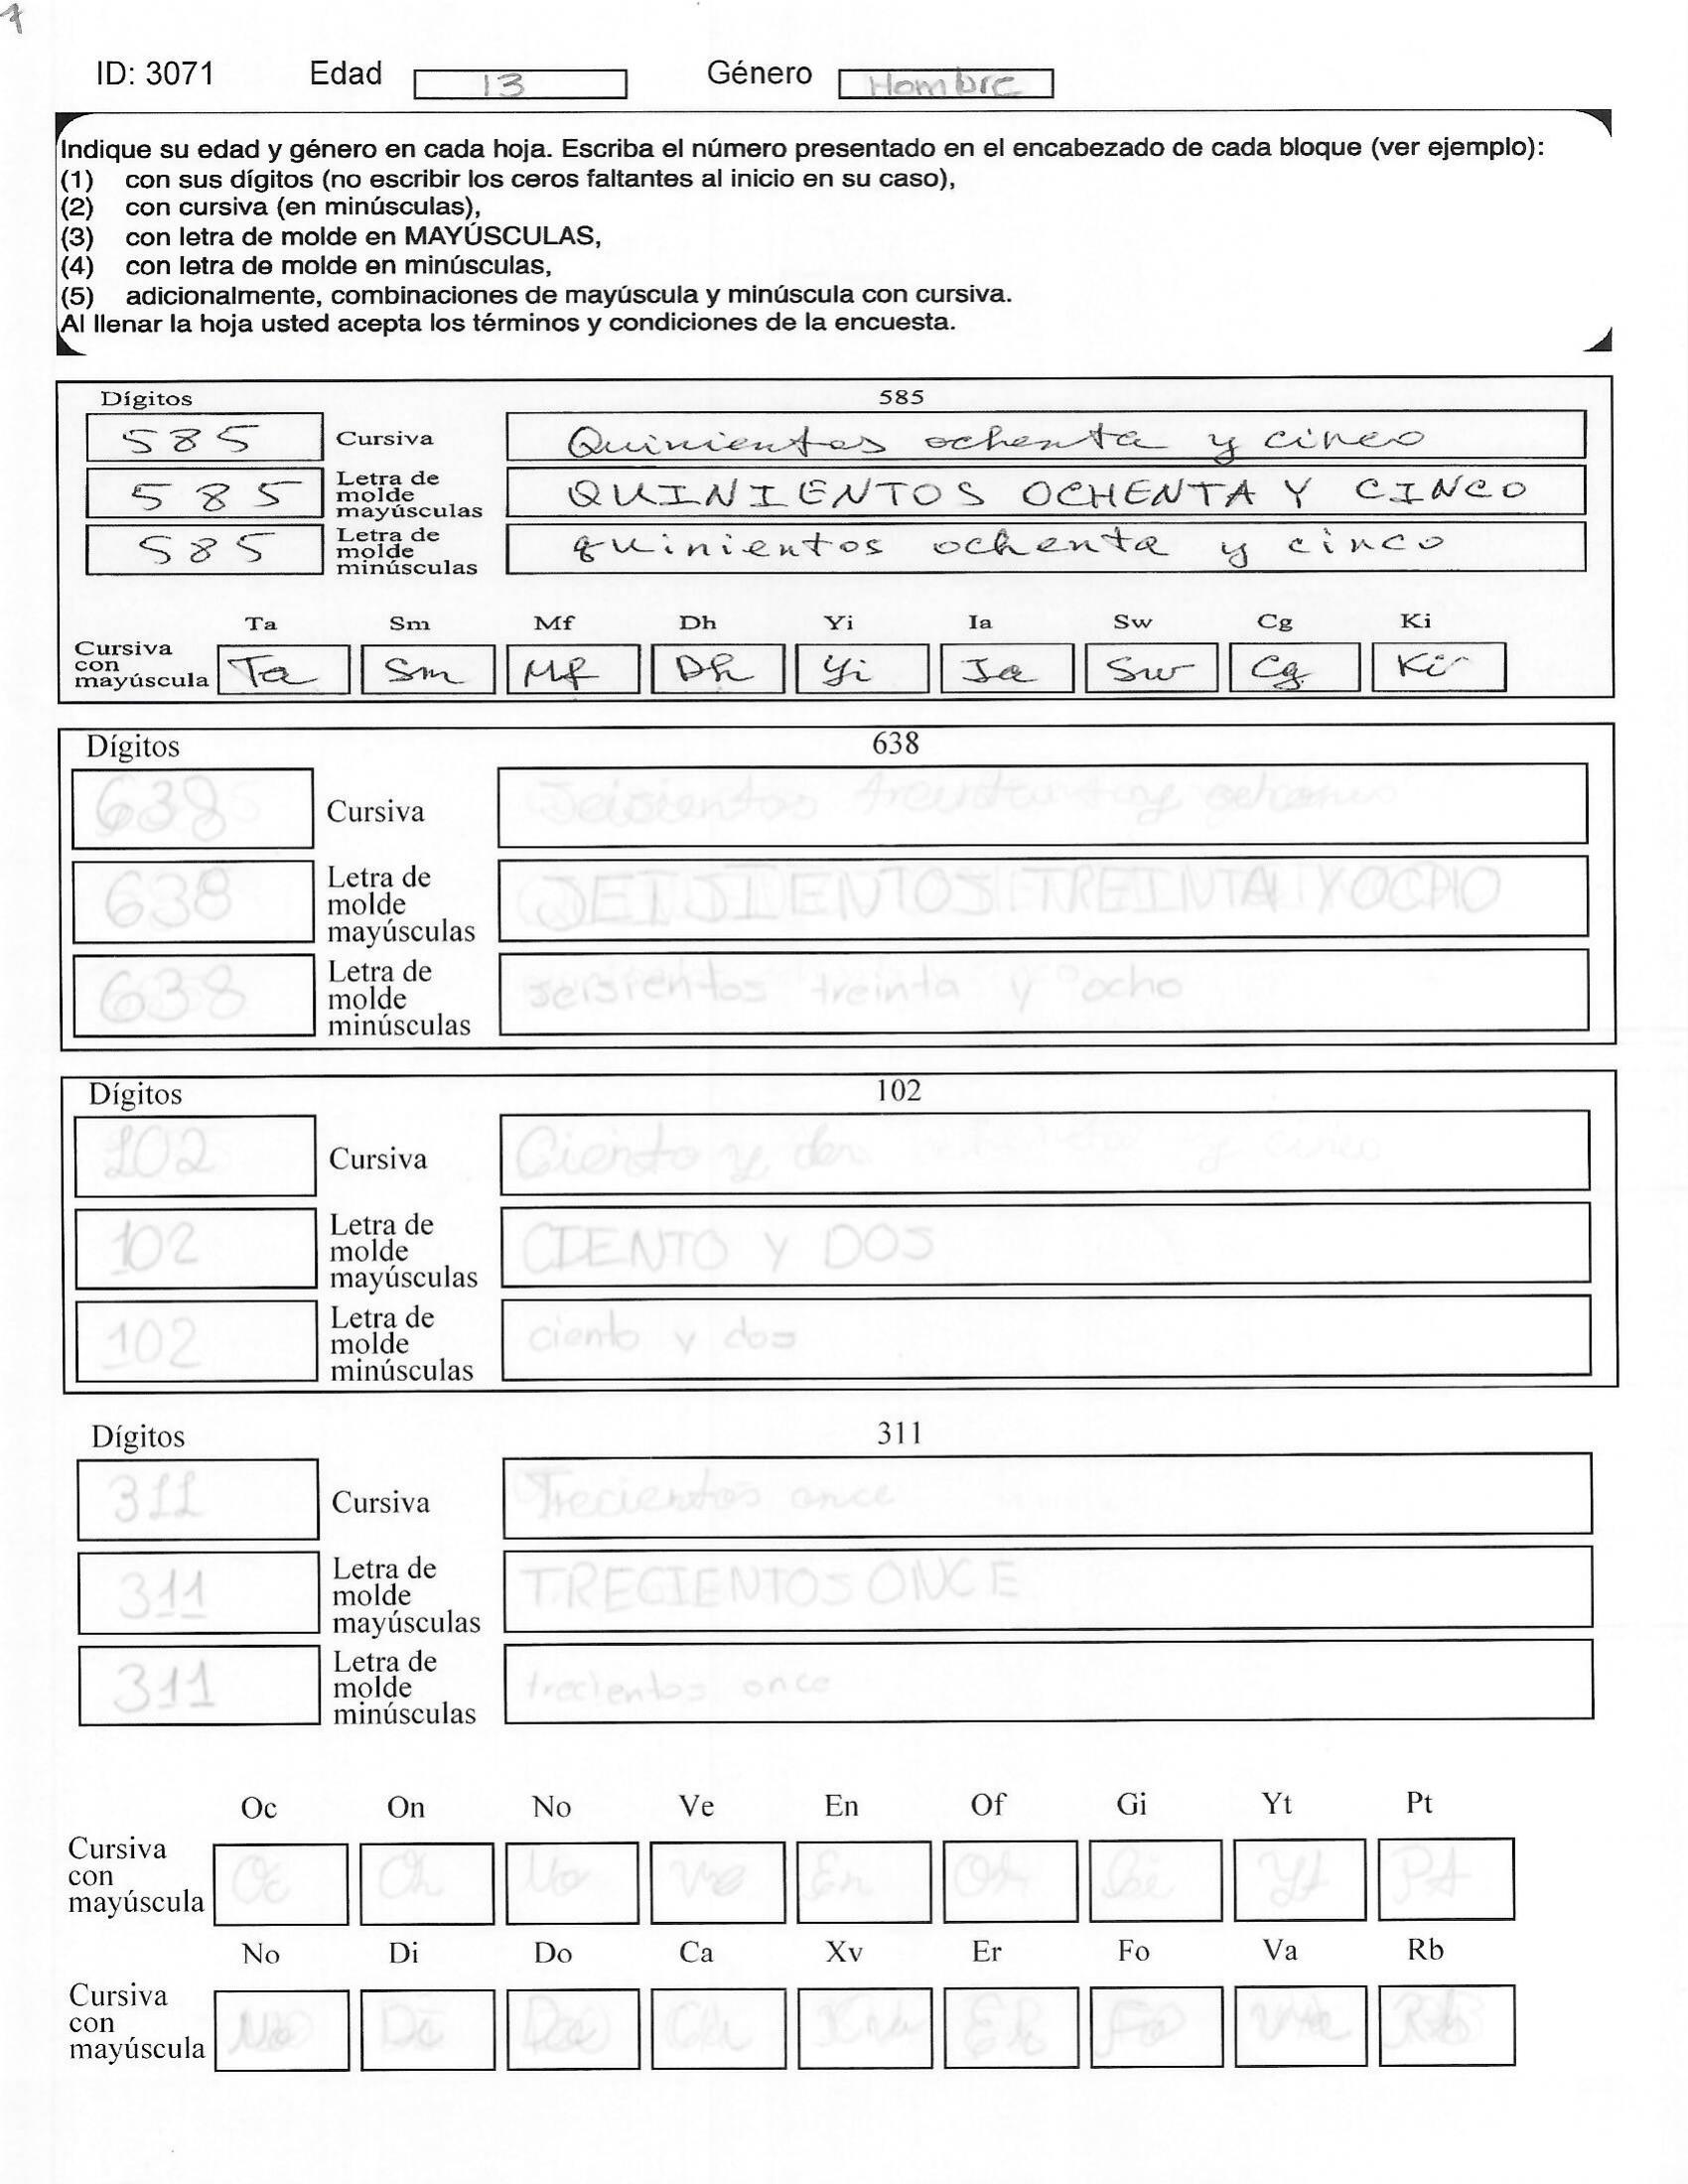 1
ID: 3071 Edad 13 Género Hombre
Indique su edad y género en cada hoja. Escriba el número presentado en el encabezado de cada bloque (ver ejemplo):
(1) con sus dígitos (no escribir los ceros faltantes al inicio en su caso),
(2) con cursiva (en minúsculas),
(3) con letra de molde en MAYÚSCULAS,
(4) con letra de molde en minúsculas,
(5) adicionalmente, combinaciones de mayúscula y minúscula con cursiva.
Al llenar la hoja usted acepta los términos y condiciones de la encuesta.
Dígitos 585
585 Cursiva Quinientos ochenta y cinco
585 Letra de molde mayúsculas QUINIENTOS OCHENTA Y CINCO
585 Letra de molde minúsculas quinientos ochenta y cinco
Ta Sm Mf Dh Yi Ia Sw Cg Ki
Cursiva con mayúscula Ta Sm Mf Dh Yi Ia Sw Cg Ki
Dígitos 638
638 Cursiva Seisientos
638 Letra de molde mayúsculas SEISIENTOS TREINTA Y OCHO
638 Letra de molde minúsculas seisientos treinta y ocho
Dígitos 102
102 Cursiva Ciento y dos
102 Letra de molde mayúsculas CIENTO Y DOS
102 Letra de molde minúsculas ciento y dos
Dígitos 311
311 Cursiva Trecientos once
311 Letra de molde mayúsculas TRECIENTOS ONCE
311 Letra de molde minúsculas trecientos once
Oc On No Ve En Of Gi Yt Pt
Cursiva con mayúscula Oc On No Ve En Of Gi Yt Pt
No Di Do Ca Xv Er Fo Va Rb
Cursiva con mayúscula No Di Do Ca Xv Er Fo Va Rb